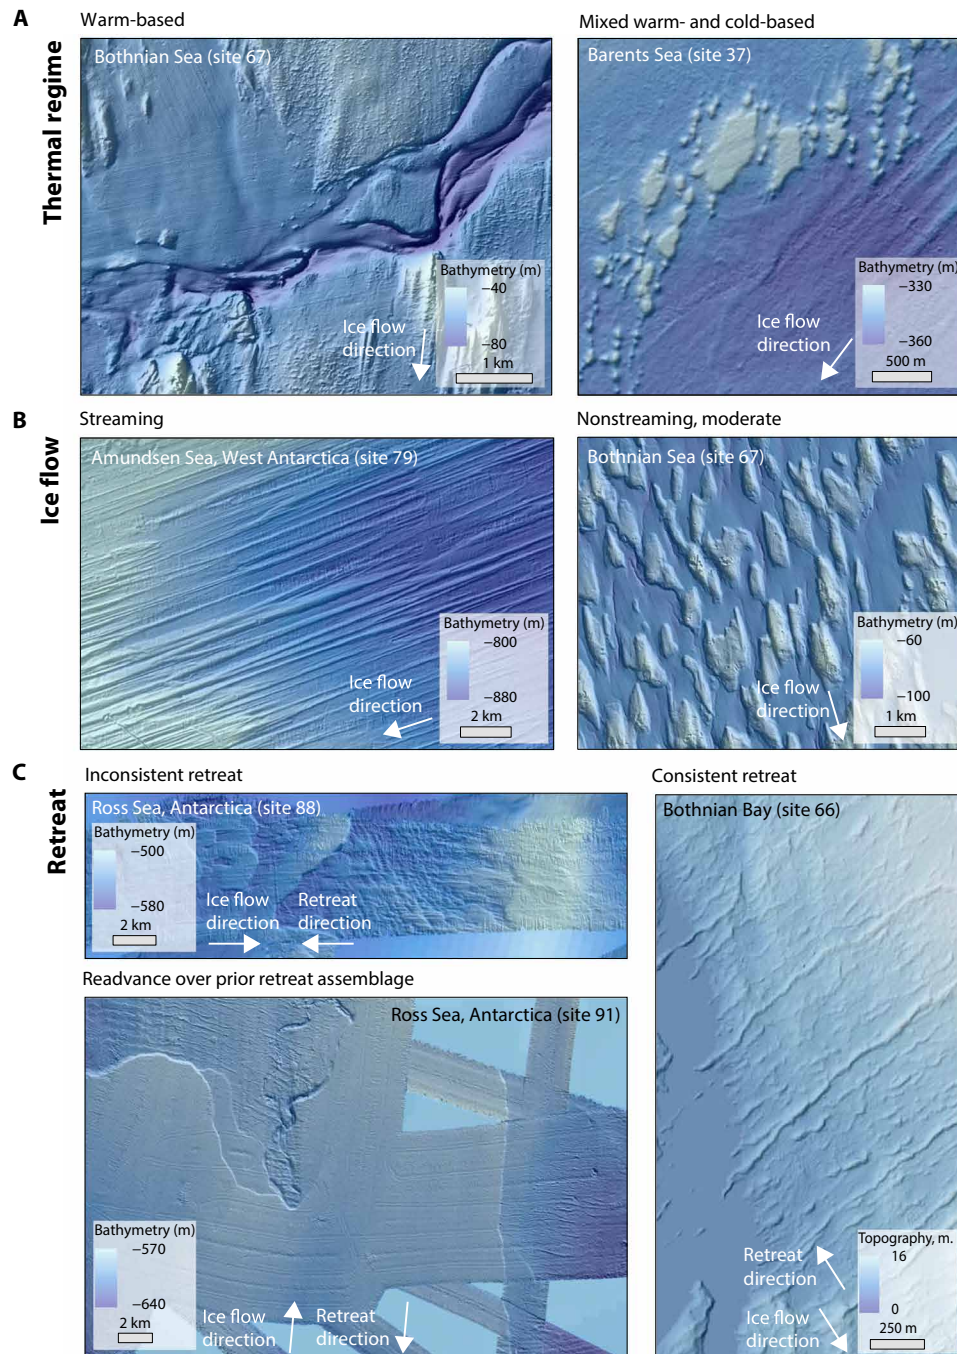 A
Thermal regime
Warm-based
Bothnian Sea (site 67)
Bathymetry (m)
−40
−80
1 km
Ice flow
direction
Mixed warm- and cold-based
Barents Sea (site 37)
Bathymetry (m)
−330
−360
500 m
Ice flow
direction
B
Ice flow
Streaming
Amundsen Sea, West Antarctica (site 79)
Bathymetry (m)
−800
−880
2 km
Ice flow
direction
Nonstreaming, moderate
Bothnian Sea (site 67)
Bathymetry (m)
−60
−100
1 km
Ice flow
direction
C
Retreat
Inconsistent retreat
Ross Sea, Antarctica (site 88)
Bathymetry (m)
−500
−580
2 km
Ice flow
direction
Retreat
direction
Readvance over prior retreat assemblage
Ross Sea, Antarctica (site 91)
Bathymetry (m)
−570
−640
2 km
Ice flow
direction
Retreat
direction
Consistent retreat
Bothnian Bay (site 66)
Retreat
direction
Ice flow
direction
Topography, m.
16
0
250 m